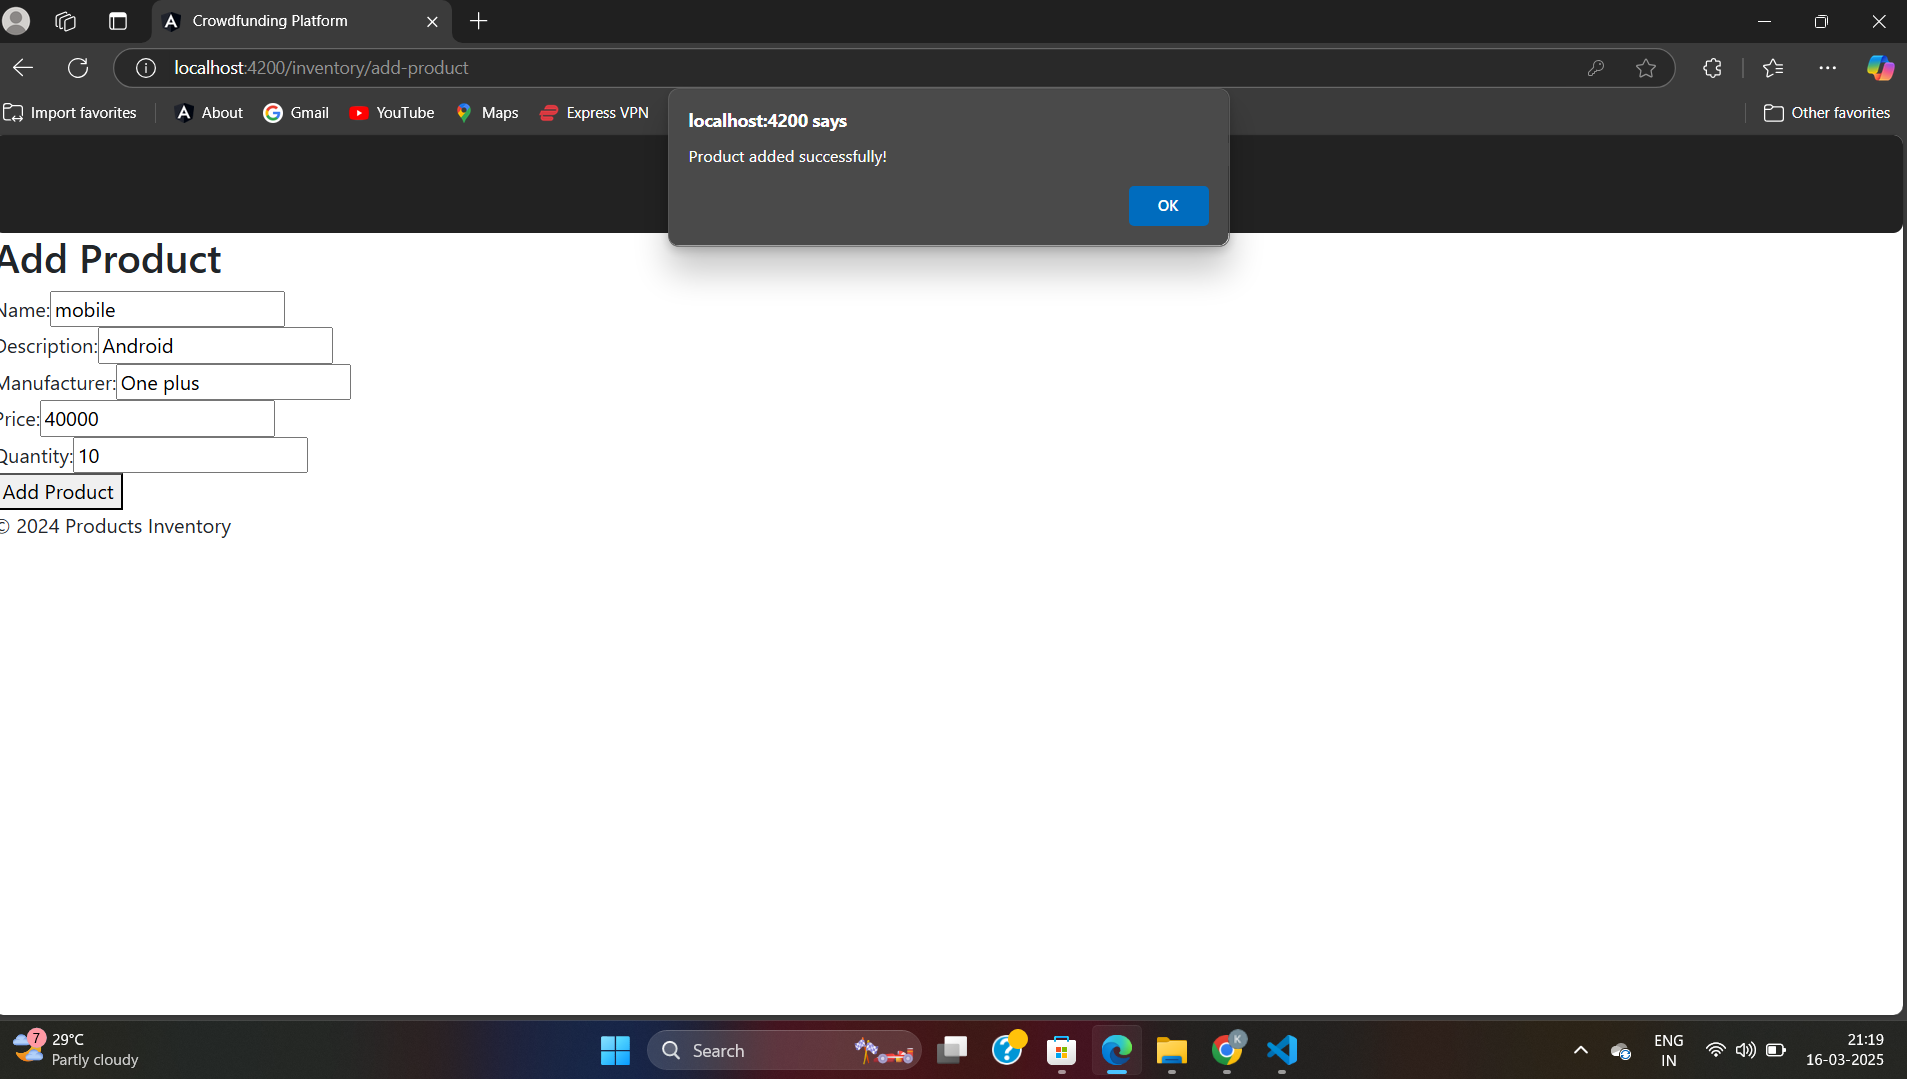 Crowdfunding Platform
localhost:4200/inventory/add-product
Import favorites
About
Gmail
YouTube
Maps
Express VPN
Other favorites
localhost:4200 says
Product added successfully!
OK
Add Product
Name: mobile
Description: Android
Manufacturer: One plus
Price: 40000
Quantity: 10
Add Product
© 2024 Products Inventory
7
29°C
Partly cloudy
Search
K
ENG
IN
21:19
16-03-2025